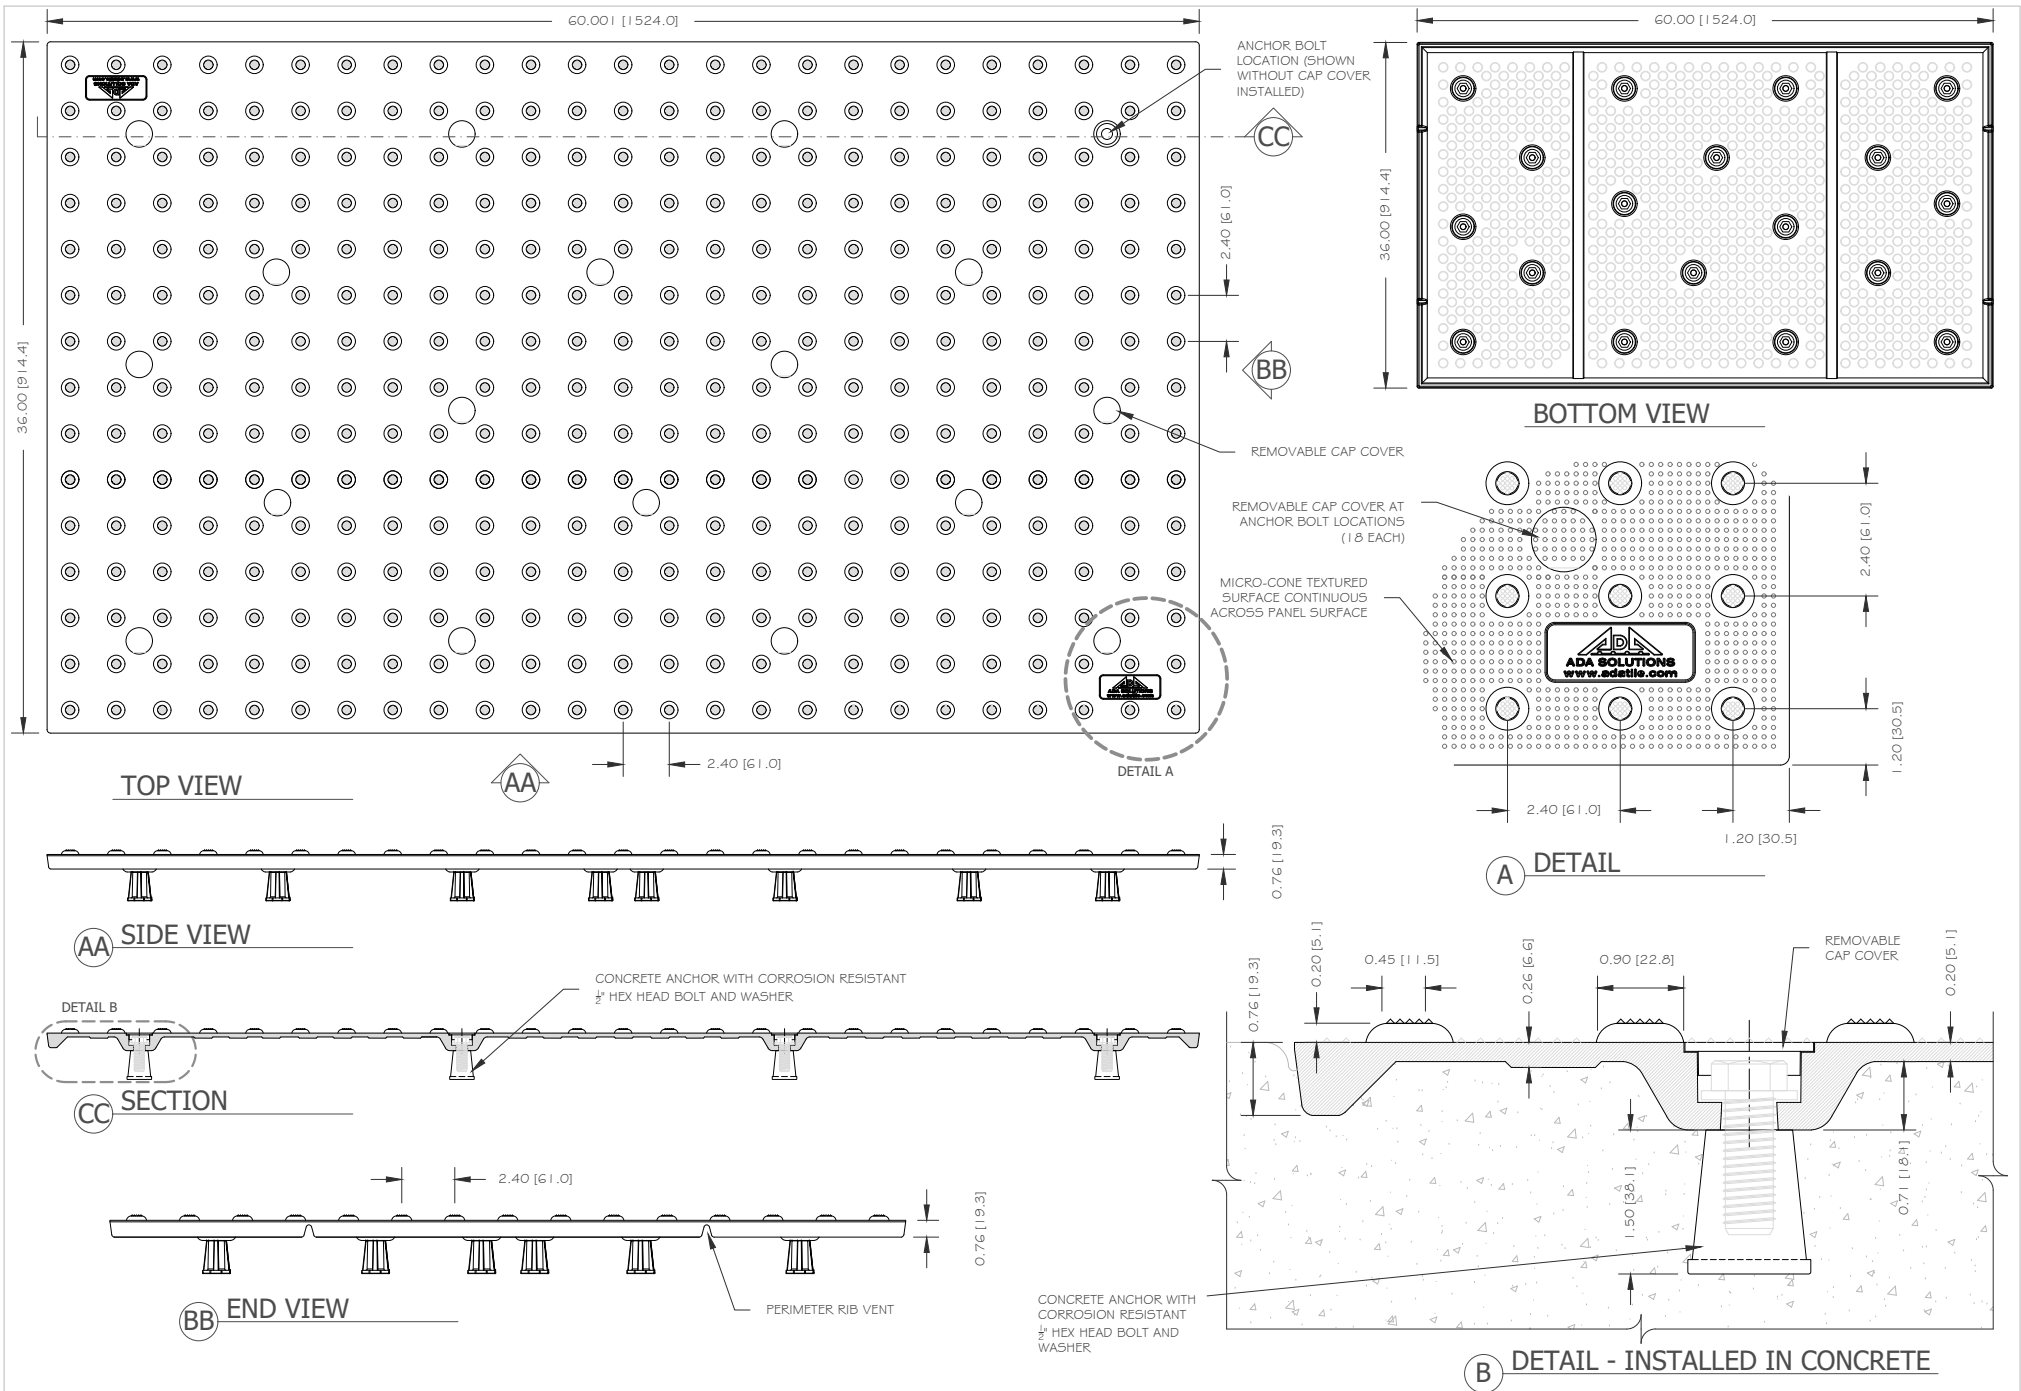 60.001 [1524.0]
36.00 [914.4]
ANCHOR BOLT
LOCATION (SHOWN
WITHOUT CAP COVER
INSTALLED)
CC
2.40 [61.0]
BB
REMOVABLE CAP COVER
ADA SOLUTIONS
www.adatile.com
DETAIL A
2.40 [61.0]
AA
TOP VIEW
60.00 [1524.0]
36.00 [914.4]
BOTTOM VIEW
REMOVABLE CAP COVER AT
ANCHOR BOLT LOCATIONS
(18 EACH)
MICRO-CONE TEXTURED
SURFACE CONTINUOUS
ACROSS PANEL SURFACE
ADA
ADA SOLUTIONS
www.adatile.com
2.40 [61.0]
1.20 [30.5]
2.40 [61.0]
1.20 [30.5]
A DETAIL
0.76 [19.3]
AA SIDE VIEW
CONCRETE ANCHOR WITH CORROSION RESISTANT
½" HEX HEAD BOLT AND WASHER
DETAIL B
CC SECTION
2.40 [61.0]
0.76 [19.3]
PERIMETER RIB VENT
BB END VIEW
0.76 [19.3]
0.20 [5.1]
0.45 [11.5]
0.26 [6.6]
0.90 [22.8]
REMOVABLE
CAP COVER
0.20 [5.1]
1.50 [38.1]
0.71 [18.1]
CONCRETE ANCHOR WITH
CORROSION RESISTANT
½" HEX HEAD BOLT AND
WASHER
B DETAIL - INSTALLED IN CONCRETE